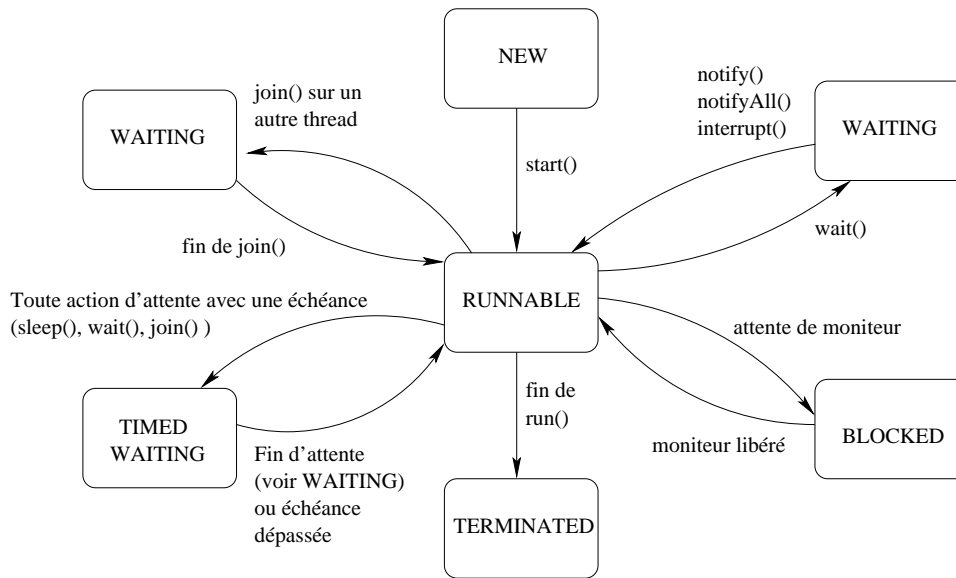 NEW
join() sur un
autre thread
notify()
notifyAll()
interrupt()
WAITING
WAITING
start()
fin de join()
wait()
RUNNABLE
Toute action d'attente avec une échéance
(sleep(), wait(), join() )
attente de moniteur
TIMED
WAITING
fin de
run()
Fin d'attente
(voir WAITING)
ou échéance
dépassée
moniteur libéré
BLOCKED
TERMINATED